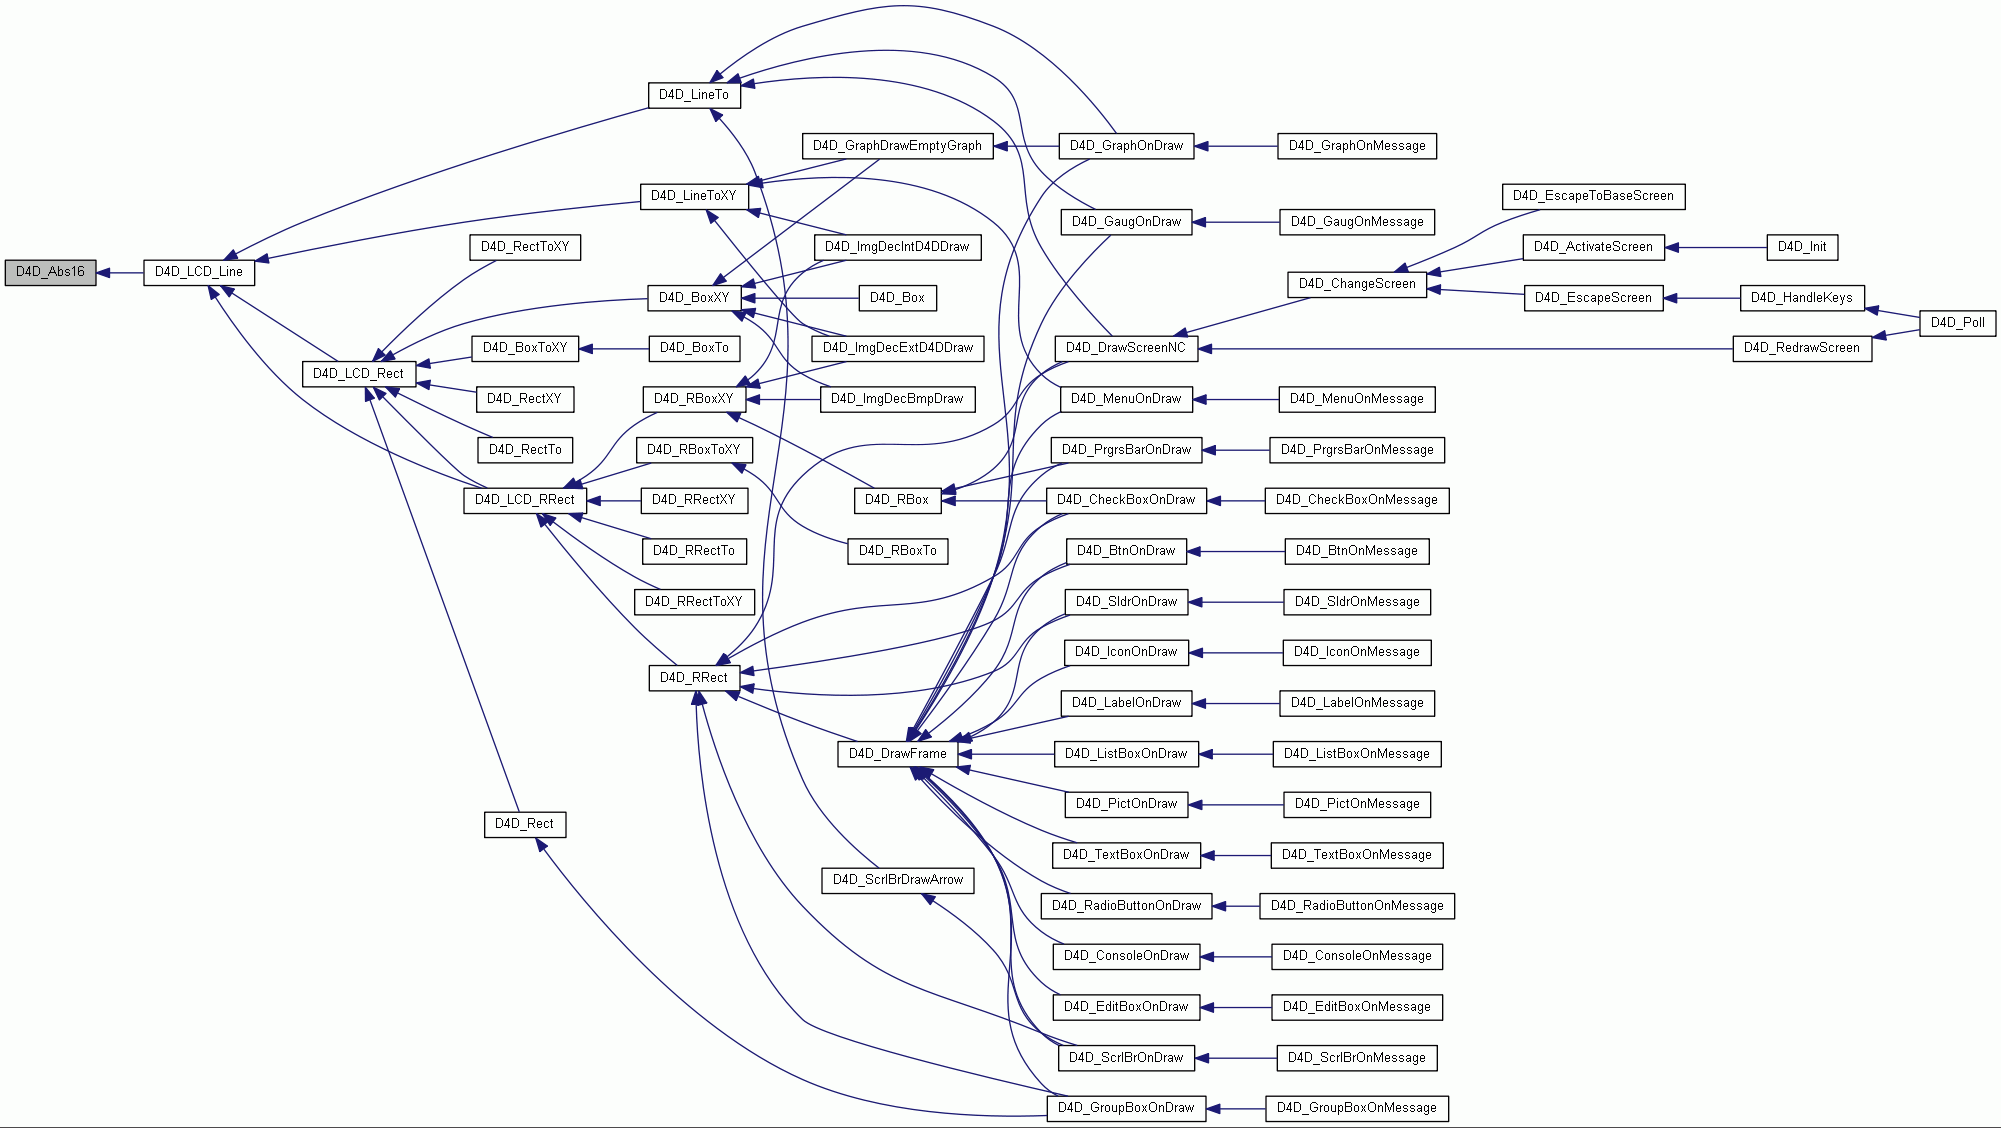 D4D_Abs16
D4D_LCD_Line
D4D_LCD_Rect
D4D_RectToXY
D4D_BoxToXY
D4D_RectXY
D4D_RectTo
D4D_LCD_RRect
D4D_Rect
D4D_LineTo
D4D_LineToXY
D4D_BoxXY
D4D_BoxTo
D4D_RBoxXY
D4D_RBoxToXY
D4D_RRectXY
D4D_RRectTo
D4D_RRectToXY
D4D_RRect
D4D_GraphDrawEmptyGraph
D4D_ImgDecIntD4DDraw
D4D_Box
D4D_ImgDecExtD4DDraw
D4D_ImgDecBmpDraw
D4D_RBox
D4D_RBoxTo
D4D_DrawFrame
D4D_ScrlBrDrawArrow
D4D_GraphOnDraw
D4D_GaugOnDraw
D4D_DrawScreenNC
D4D_MenuOnDraw
D4D_PrgrsBarOnDraw
D4D_CheckBoxOnDraw
D4D_BtnOnDraw
D4D_SldrOnDraw
D4D_IconOnDraw
D4D_LabelOnDraw
D4D_ListBoxOnDraw
D4D_PictOnDraw
D4D_TextBoxOnDraw
D4D_RadioButtonOnDraw
D4D_ConsoleOnDraw
D4D_EditBoxOnDraw
D4D_ScrlBrOnDraw
D4D_GroupBoxOnDraw
D4D_GraphOnMessage
D4D_GaugOnMessage
D4D_ChangeScreen
D4D_MenuOnMessage
D4D_PrgrsBarOnMessage
D4D_CheckBoxOnMessage
D4D_BtnOnMessage
D4D_SldrOnMessage
D4D_IconOnMessage
D4D_LabelOnMessage
D4D_ListBoxOnMessage
D4D_PictOnMessage
D4D_TextBoxOnMessage
D4D_RadioButtonOnMessage
D4D_ConsoleOnMessage
D4D_EditBoxOnMessage
D4D_ScrlBrOnMessage
D4D_GroupBoxOnMessage
D4D_EscapeToBaseScreen
D4D_ActivateScreen
D4D_EscapeScreen
D4D_Init
D4D_HandleKeys
D4D_RedrawScreen
D4D_Poll